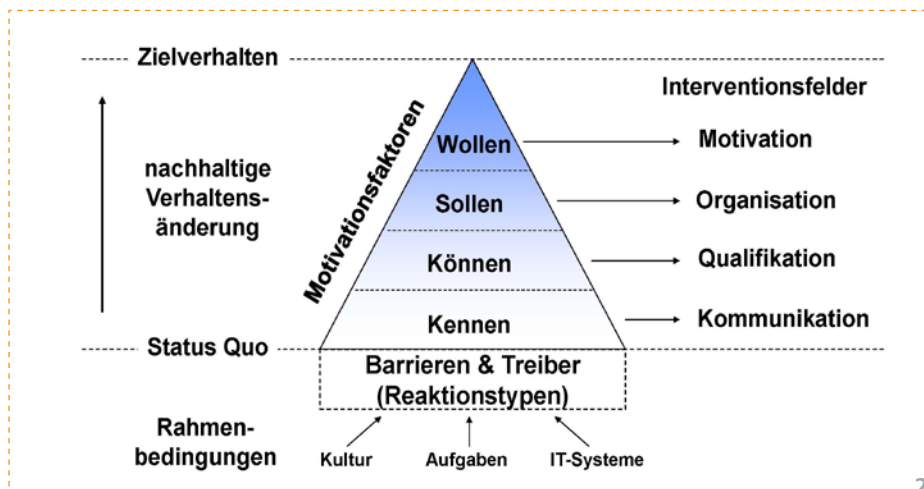 Zielverhalten
Interventionsfelder
Motivationsfaktoren
Wollen
Motivation
nachhaltige
Verhaltens-
änderung
Sollen
Organisation
Können
Qualifikation
Kennen
Kommunikation
Status Quo
Barrieren & Treiber
(Reaktionstypen)
Rahmen-
bedingungen
Kultur
Aufgaben
IT-Systeme